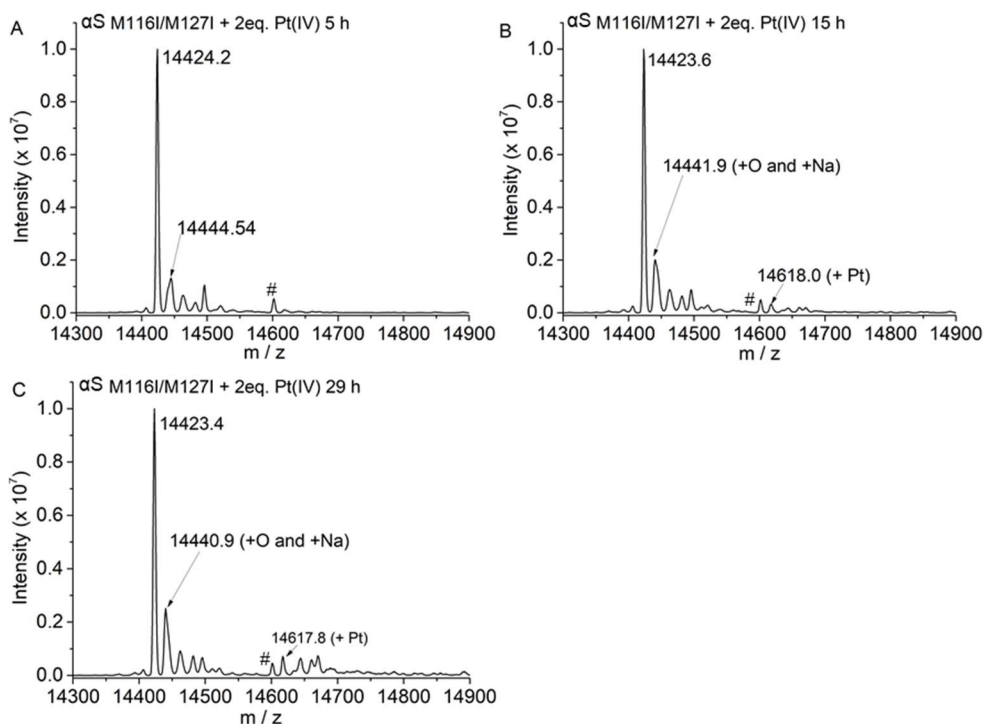 A
αS M116I/M127I + 2eq. Pt(IV) 5 h
Intensity (x 10⁷)
1.0
0.8
0.6
0.4
0.2
0.0
14424.2
14444.54
#
14300 14400 14500 14600 14700 14800 14900
m / z
B
αS M116I/M127I + 2eq. Pt(IV) 15 h
Intensity (x 10⁷)
1.0
0.8
0.6
0.4
0.2
0.0
14423.6
14441.9 (+O and +Na)
# 14618.0 (+ Pt)
14300 14400 14500 14600 14700 14800 14900
m / z
C
αS M116I/M127I + 2eq. Pt(IV) 29 h
Intensity (x 10⁷)
1.0
0.8
0.6
0.4
0.2
0.0
14423.4
14440.9 (+O and +Na)
# 14617.8 (+ Pt)
14300 14400 14500 14600 14700 14800 14900
m / z